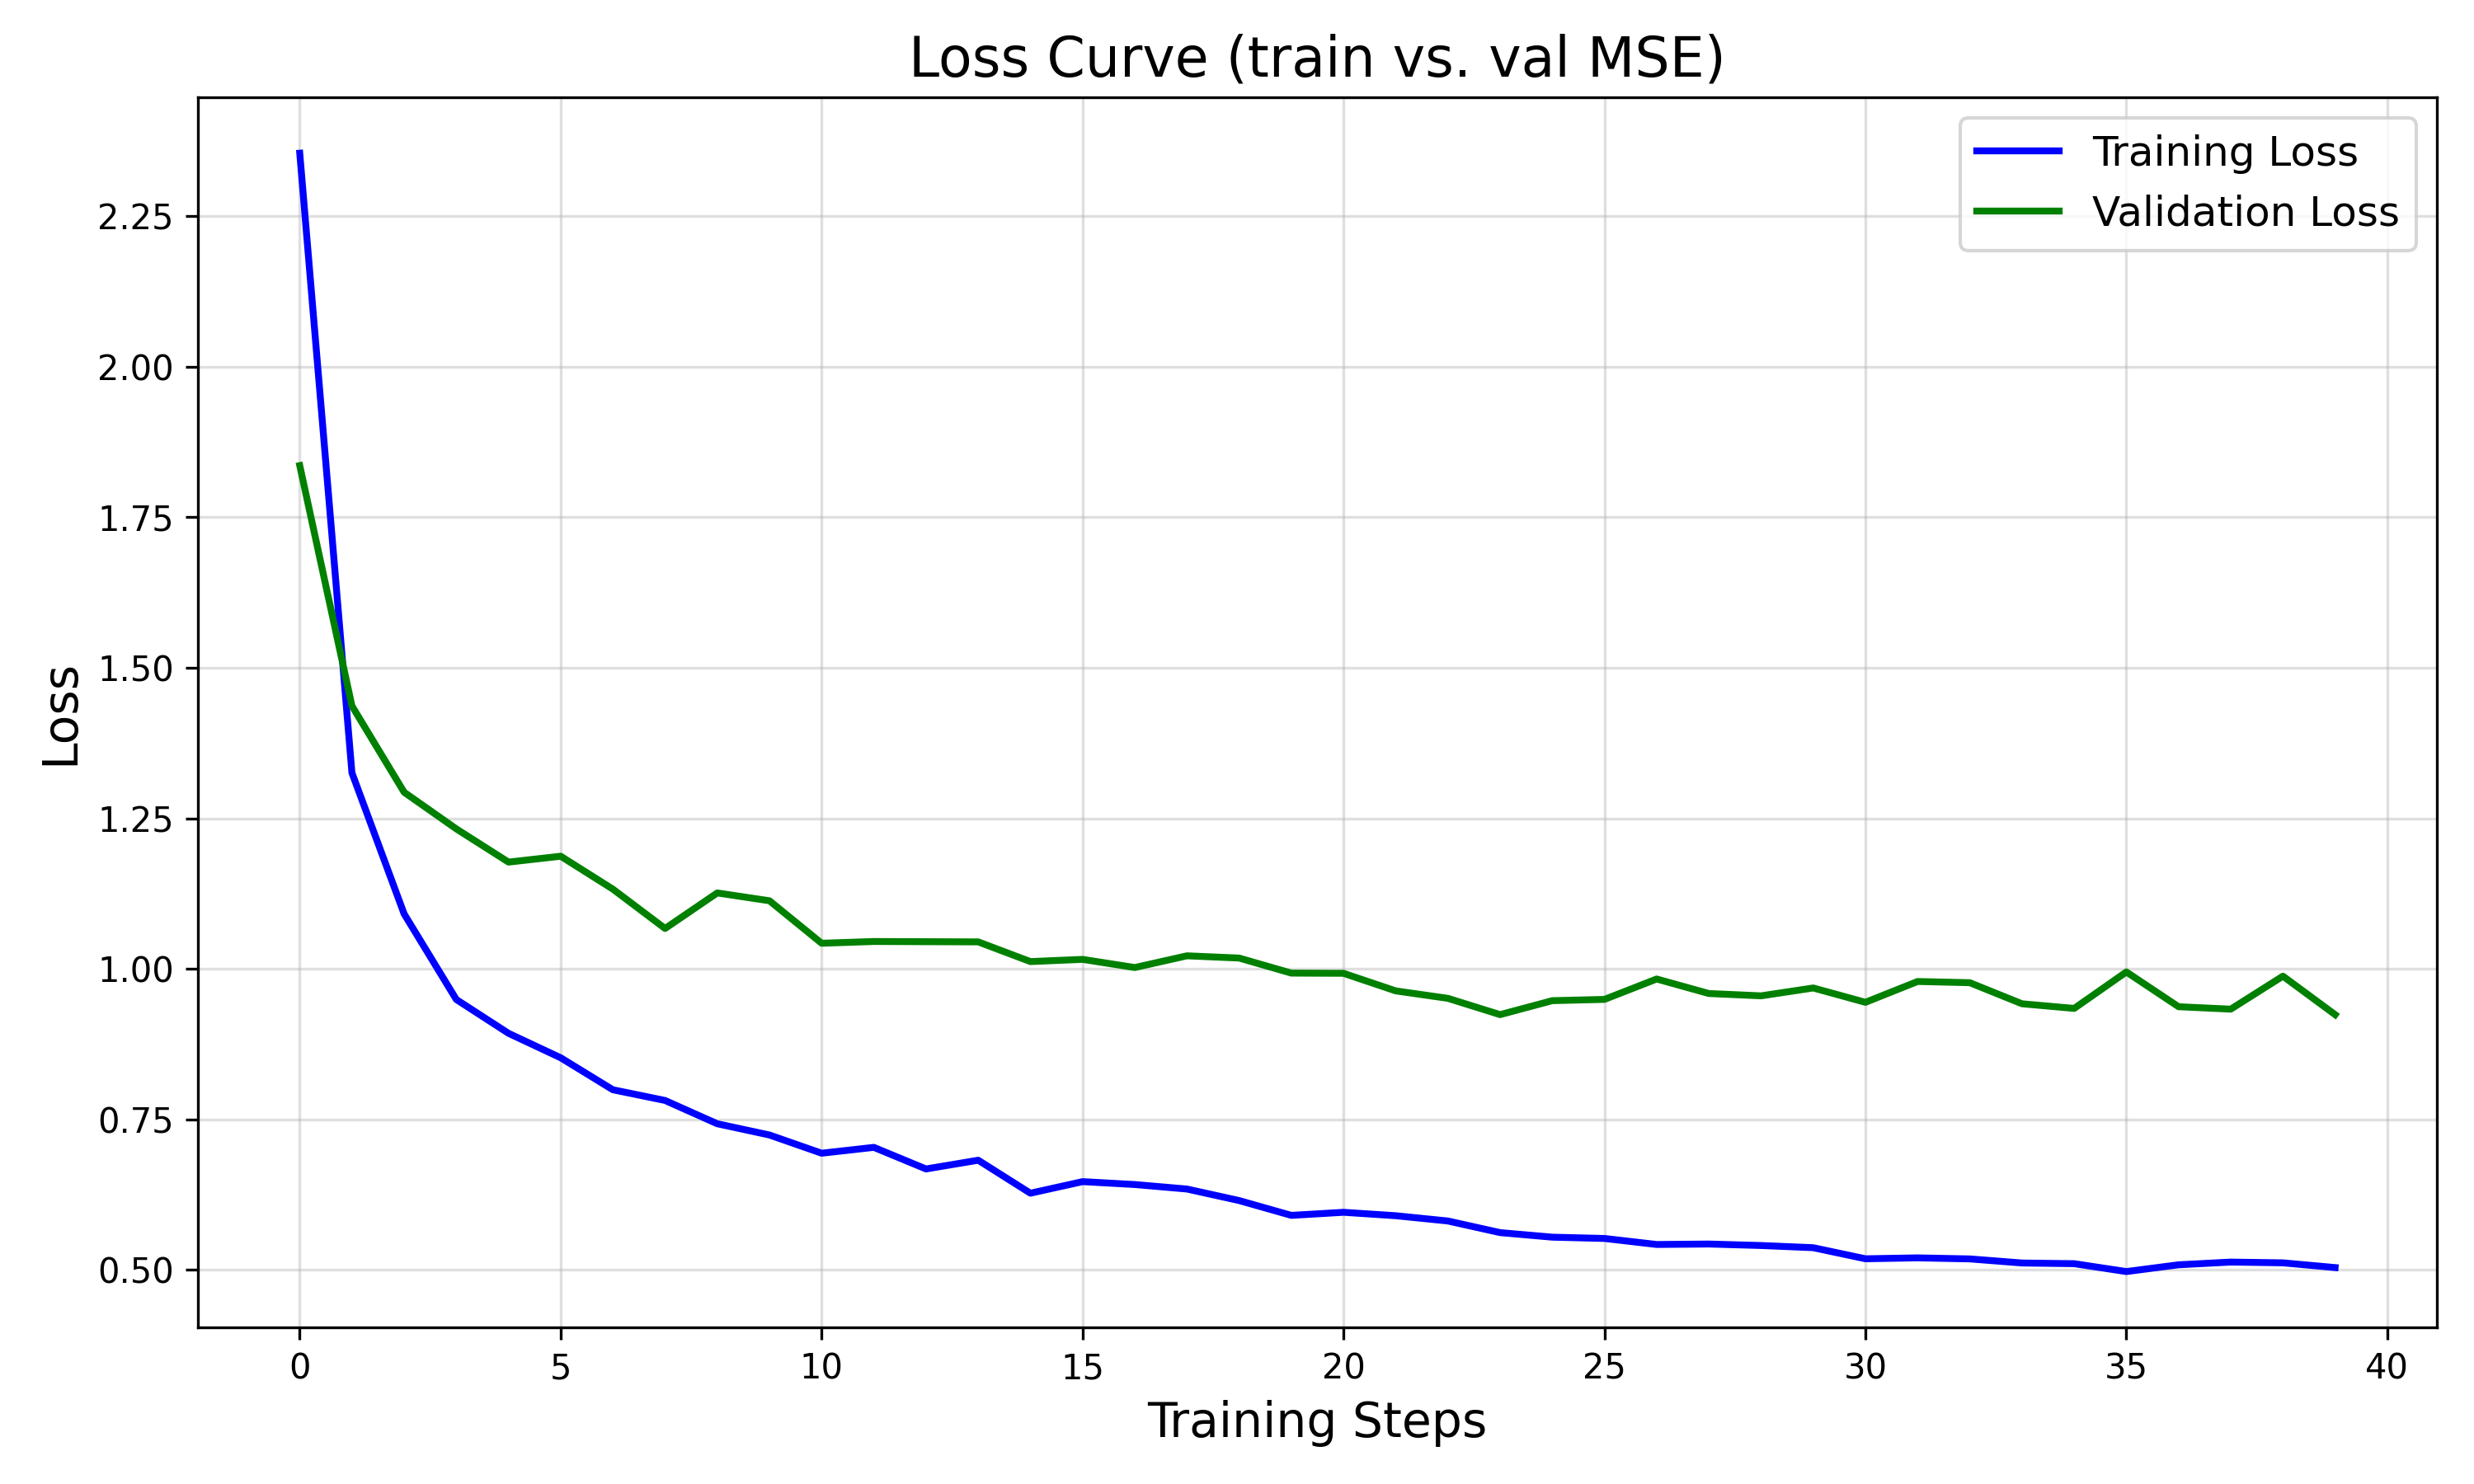 Loss Curve (train vs. val MSE)
Training Loss
Validation Loss
2.25
2.00
1.75
1.50
1.25
1.00
0.75
0.50
Loss
0 5 10 15 20 25 30 35 40
Training Steps